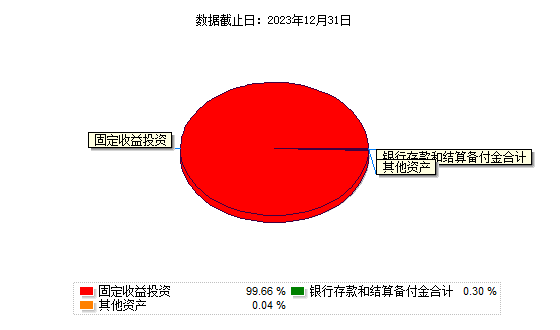 数据截止日：2023年12月31日
固定收益投资
银行存款和结算备付金合计
其他资产
固定收益投资 99.66 % 银行存款和结算备付金合计 0.30 %
其他资产 0.04 %